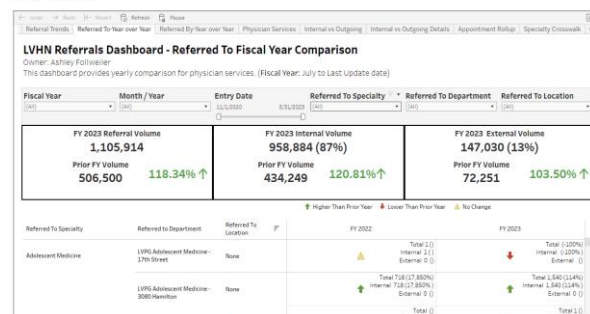 Undo Redo Revert Refresh Pause
Referral Trends Referred To-Year over Year Referred By-Year over Year Physician Services Internal vs Outgoing Internal vs Outgoing Details Appointment Rollup Specialty Crosswalk
LVHN Referrals Dashboard - Referred To Fiscal Year Comparison
Owner: Ashley Follweiler
This dashboard provides yearly comparison for physician services. (Fiscal Year: July to Last Update date)
Fiscal Year Month / Year Entry Date Referred To Specialty Referred To Department Referred To Location
(All) (All) 11/1/2020 5/31/2023 (All) (All) (All)
FY 2023 Referral Volume FY 2023 Internal Volume FY 2023 External Volume
1,105,914 958,884 (87%) 147,030 (13%)
Prior FY Volume Prior FY Volume Prior FY Volume
506,500 118.34% ↑ 434,249 120.81% ↑ 72,251 103.50% ↑
Higher Than Prior Year Lower Than Prior Year No Change
Referred To Specialty Referred to Department Referred To Location FY 2022 FY 2023
Adolescent Medicine LVPG Adolescent Medicine - 17th Street None
Total 1 () Total (-100%)
Internal 1 () Internal (-100%)
External 0 () External ()
LVPG Adolescent Medicine - 3080 Hamilton None
Total 718 (17,850%) Total 1,540 (114%)
Internal 718 (17,850%) Internal 1,540 (114%)
External 0 () External 0 ()
Total () Total 1 ()